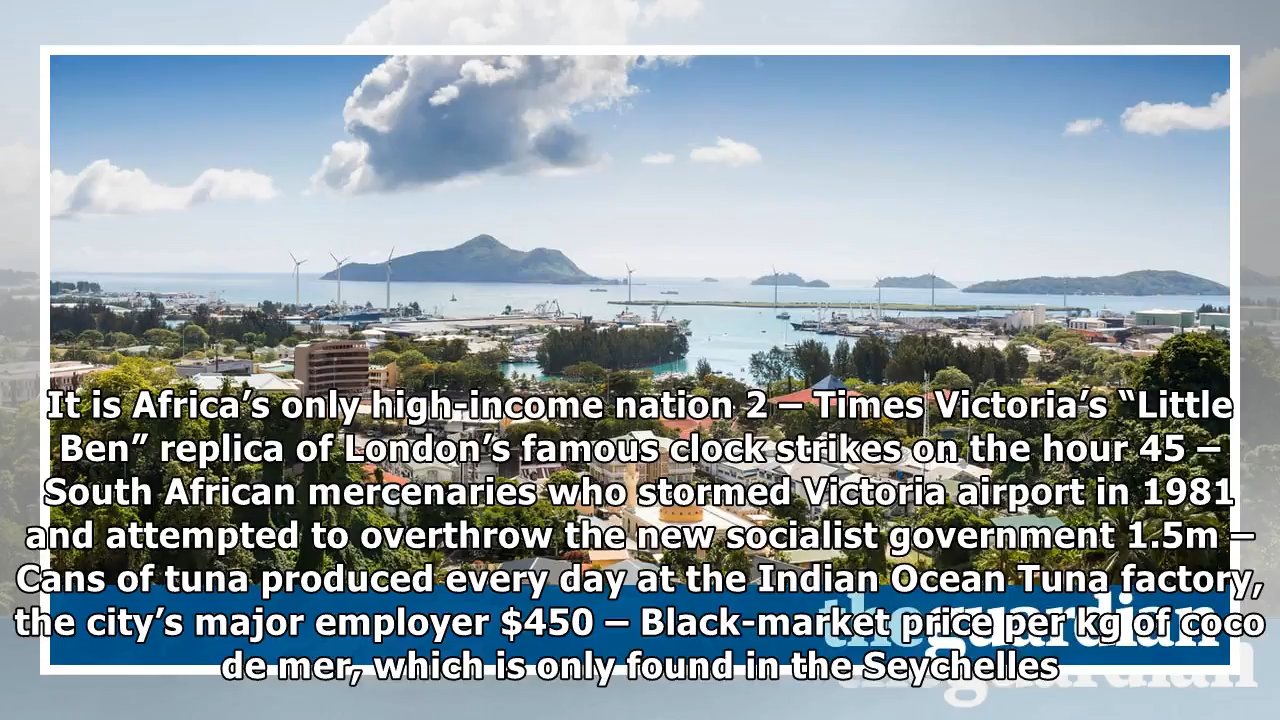 It is Africa’s only high-income nation 2 – Times Victoria’s “Little
Ben” replica of London’s famous clock strikes on the hour 45 –
South African mercenaries who stormed Victoria airport in 1981
and attempted to overthrow the new socialist government 1.5m –
Cans of tuna produced every day at the Indian Ocean Tuna factory,
the city’s major employer $450 – Black-market price per kg of coco
de mer, which is only found in the Seychelles
theguardian
theguardian